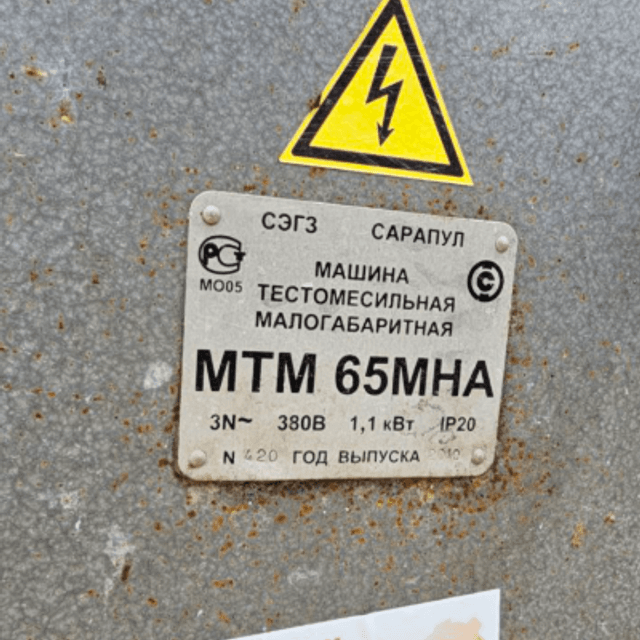 СЭГЗ САРАПУЛ
РСТ
МО05
МАШИНА
ТЕСТОМЕСИЛЬНАЯ
МАЛОГАБАРИТНАЯ
МТМ 65МНА
3N~ 380В 1,1 кВт IP20
N 420 ГОД ВЫПУСКА